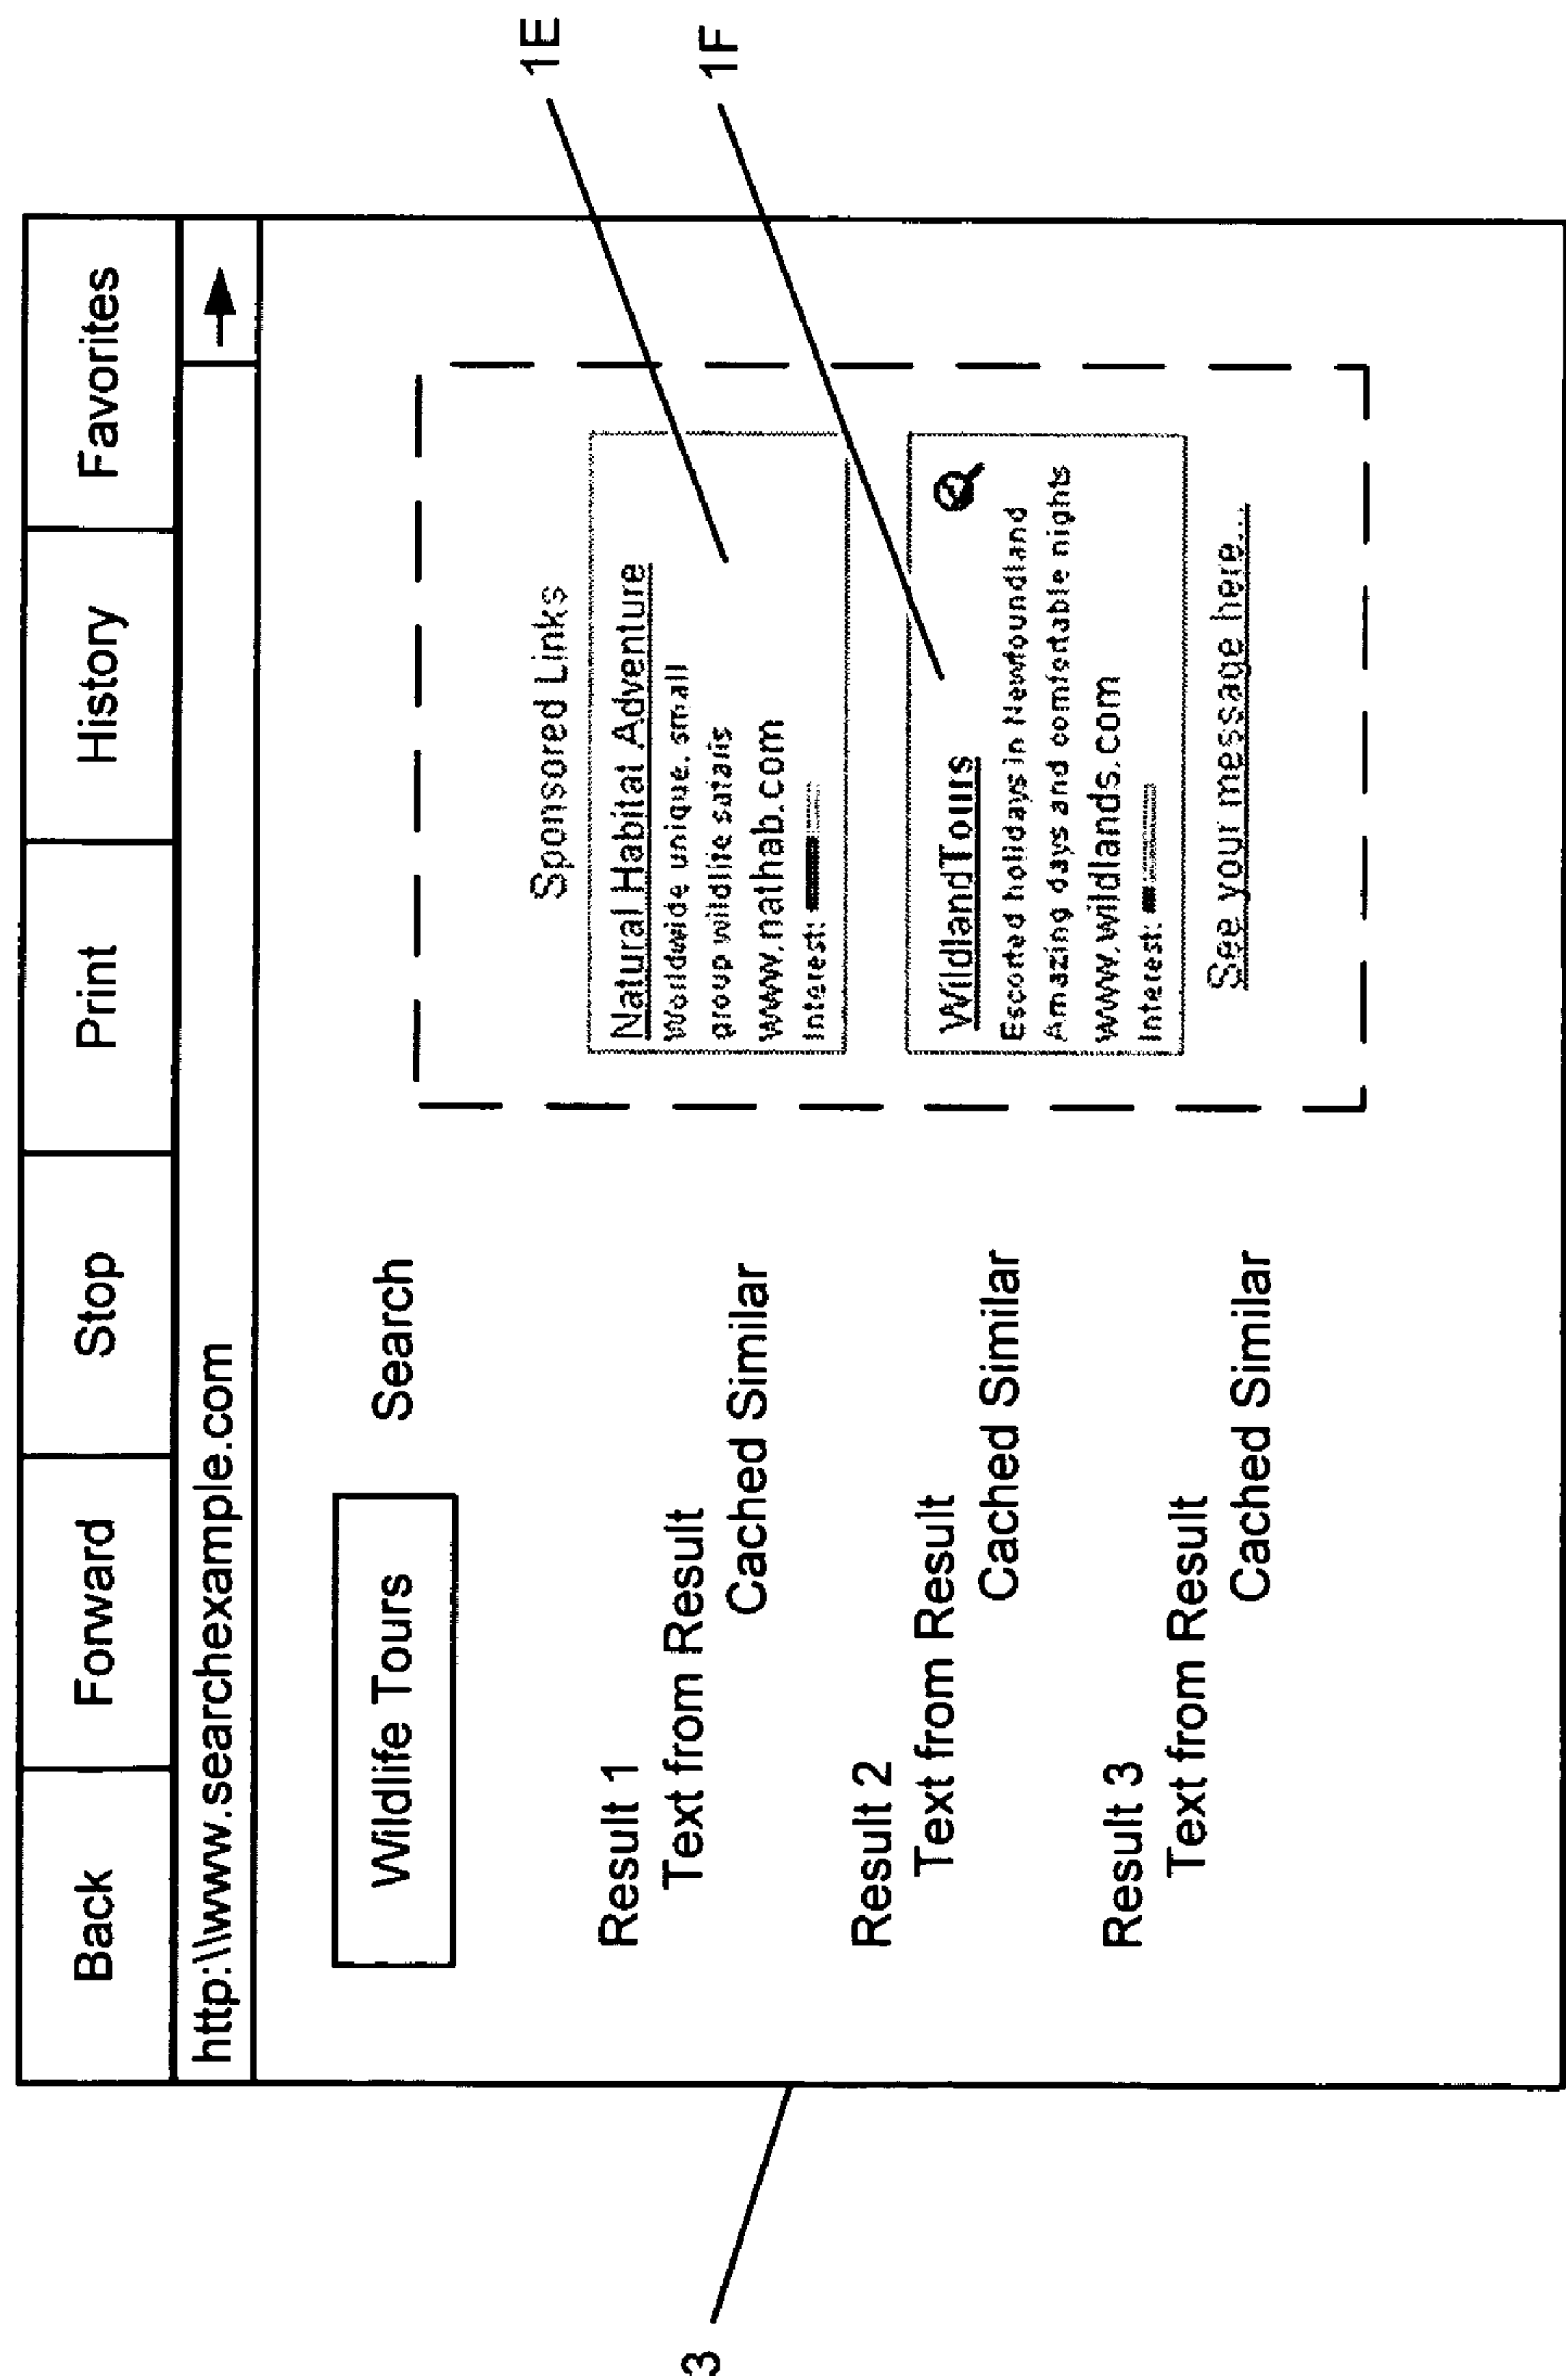 Back Forward Stop Print History Favorites
http:\\www.searchexample.com
Wildlife Tours Search
Result 1
Text from Result
Cached Similar
Result 2
Text from Result
Cached Similar
Result 3
Text from Result
Cached Similar
Sponsored Links
Natural Habitat Adventure
Worldwide unique, small
group wildlife safaris
www.nathab.com
Interest:
WildlandTours
Escorted holidays in Newfoundland
Amazing days and comfortable nights
www.wildlands.com
Interest:
See your message here...
1E
1F
3